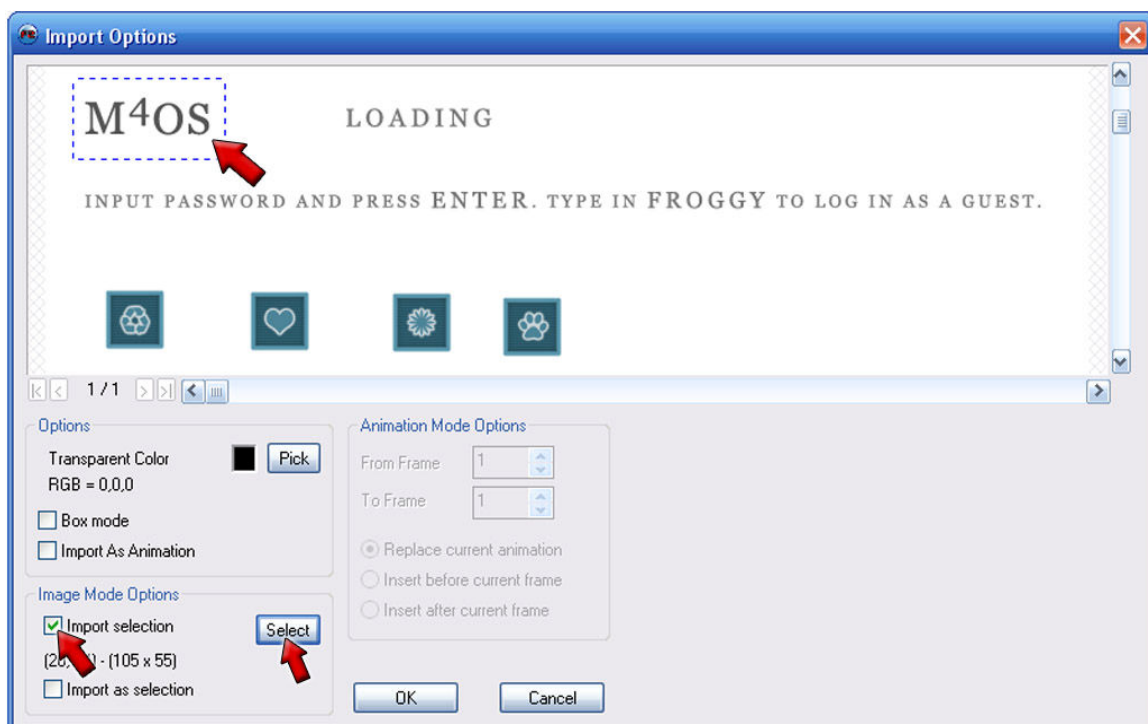 Import Options
M4OS
LOADING
INPUT PASSWORD AND PRESS ENTER. TYPE IN FROGGY TO LOG IN AS A GUEST.
1 / 1
Options
Transparent Color
Pick
RGB = 0,0,0
Box mode
Import As Animation
Image Mode Options
Import selection
Select
- (105 x 55)
Import as selection
Animation Mode Options
From Frame 1
To Frame 1
Replace current animation
Insert before current frame
Insert after current frame
OK
Cancel